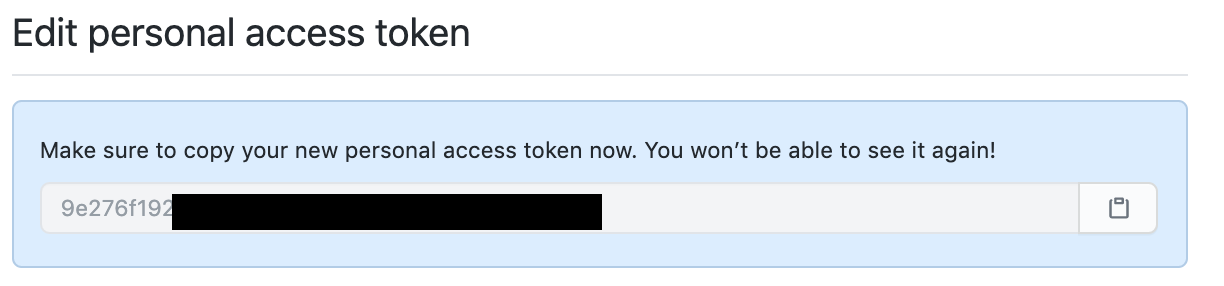 Edit personal access token
Make sure to copy your new personal access token now. You won’t be able to see it again!
9e276f192